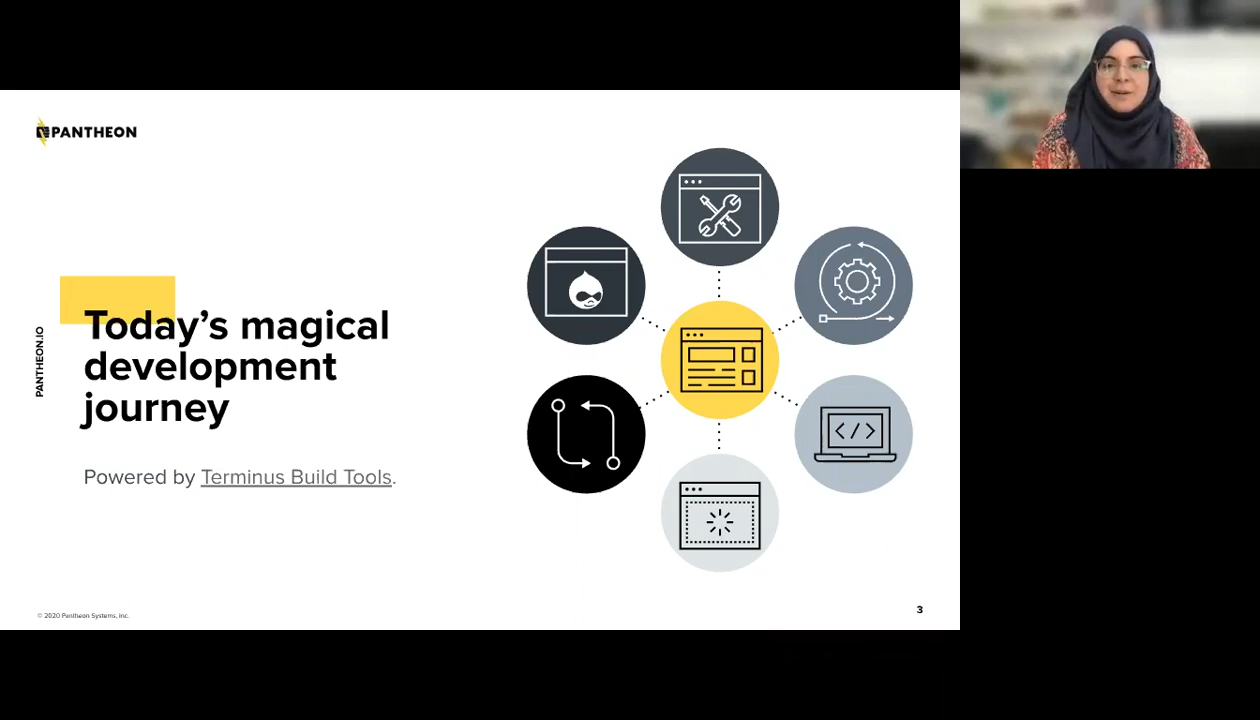 PANTHEON
PANTHEON.IO
Today's magical
development
journey
Powered by Terminus Build Tools.
</>
© 2020 Pantheon Systems, Inc.
3